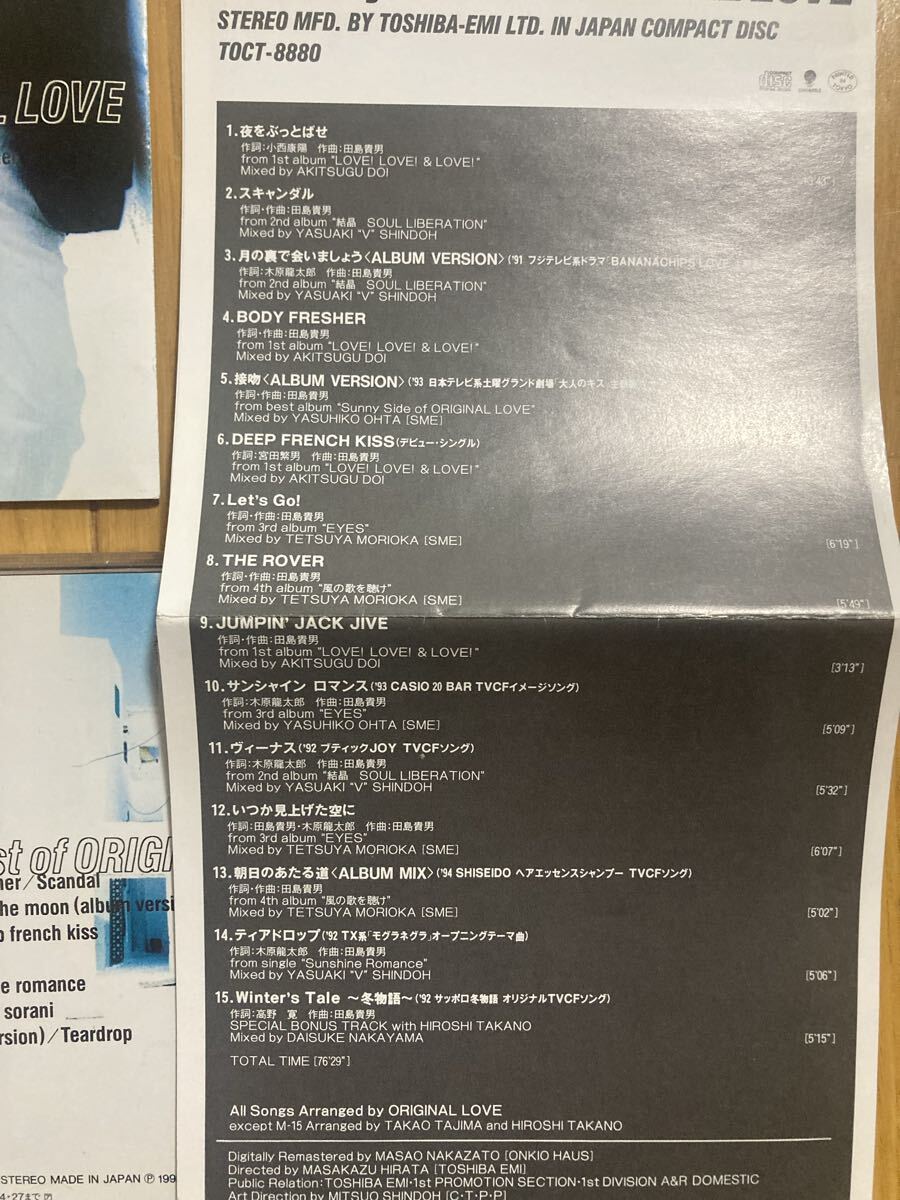 STEREO MFD. BY TOSHIBA-EMI LTD. IN JAPAN COMPACT DISC
TOCT-8880
1.夜をぶっとばせ
作詞:小西康陽 作曲:田島貴男
from 1st album "LOVE! LOVE! & LOVE!"
Mixed by AKITSUGU DOI
2.スキャンダル
作詞・作曲:田島貴男
from 2nd album "結晶 SOUL LIBERATION"
Mixed by YASUAKI "V" SHINDOH
3.月の裏で会いましょう〈ALBUM VERSION〉('91 フジテレビ系ドラマ「BANANACHIPS LOVE
作詞:木原龍太郎 作曲:田島貴男
from 2nd album "結晶 SOUL LIBERATION"
Mixed by YASUAKI "V" SHINDOH
4.BODY FRESHER
作詞・作曲:田島貴男
from 1st album "LOVE! LOVE! & LOVE!"
Mixed by AKITSUGU DOI
5.接吻〈ALBUM VERSION〉('93 日本テレビ系土曜グランド劇場「大人のキス」
作詞・作曲:田島貴男
from best album "Sunny Side of ORIGINAL LOVE"
Mixed by YASUHIKO OHTA [SME]
6.DEEP FRENCH KISS(デビュー・シングル)
作詞:宮田繁男 作曲:田島貴男
from 1st album "LOVE! LOVE! & LOVE!"
Mixed by AKITSUGU DOI
7.Let's Go!
作詞・作曲:田島貴男
from 3rd album "EYES"
Mixed by TETSUYA MORIOKA [SME] [6'19"]
8.THE ROVER
作詞・作曲:田島貴男
from 4th album "風の歌を聴け"
Mixed by TETSUYA MORIOKA [SME] [5'49"]
9.JUMPIN' JACK JIVE
作詞・作曲:田島貴男
from 1st album "LOVE! LOVE! & LOVE!"
Mixed by AKITSUGU DOI [3'13"]
10.サンシャイン ロマンス('93 CASIO 20 BAR TVCFイメージソング)
作詞:木原龍太郎 作曲:田島貴男
from 3rd album "EYES"
Mixed by YASUHIKO OHTA [SME] [5'09"]
11.ヴィーナス('92 ブティックJOY TVCFソング)
作詞:木原龍太郎 作曲:田島貴男
from 2nd album "結晶 SOUL LIBERATION"
Mixed by YASUAKI "V" SHINDOH [5'32"]
12.いつか見上げた空に
作詞:田島貴男・木原龍太郎 作曲:田島貴男
from 3rd album "EYES"
Mixed by TETSUYA MORIOKA [SME] [6'07"]
13.朝日のあたる道〈ALBUM MIX〉('94 SHISEIDO ヘアエッセンスシャンプー TVCFソング)
作詞・作曲:田島貴男
from 4th album "風の歌を聴け"
Mixed by TETSUYA MORIOKA [SME] [5'02"]
14.ティアドロップ('92 TX系「モグラネグラ」オープニングテーマ曲)
作詞:木原龍太郎 作曲:田島貴男
from single "Sunshine Romance"
Mixed by YASUAKI "V" SHINDOH [5'06"]
15.Winter's Tale ～冬物語～('92 サッポロ冬物語 オリジナルTVCFソング)
作詞:高野 寛 作曲:田島貴男
SPECIAL BONUS TRACK with HIROSHI TAKANO
Mixed by DAISUKE NAKAYAMA [5'15"]
TOTAL TIME [76'29"]
All Songs Arranged by ORIGINAL LOVE
except M-15 Arranged by TAKAO TAJIMA and HIROSHI TAKANO
Digitally Remastered by MASAO NAKAZATO [ONKIO HAUS]
Directed by MASAKAZU HIRATA [TOSHIBA EMI]
Public Relation:TOSHIBA EMI・1st PROMOTION SECTION・1st DIVISION A&R DOMESTIC
Art Direction by MITSUO SHINDOH [C・T・P・P]
LOVE
st of ORIGI
her/Scandal
the moon (album versi
french kiss
e romance
sorani
rsion)/Teardrop
STEREO MADE IN JAPAN Ⓟ199
4・27まで